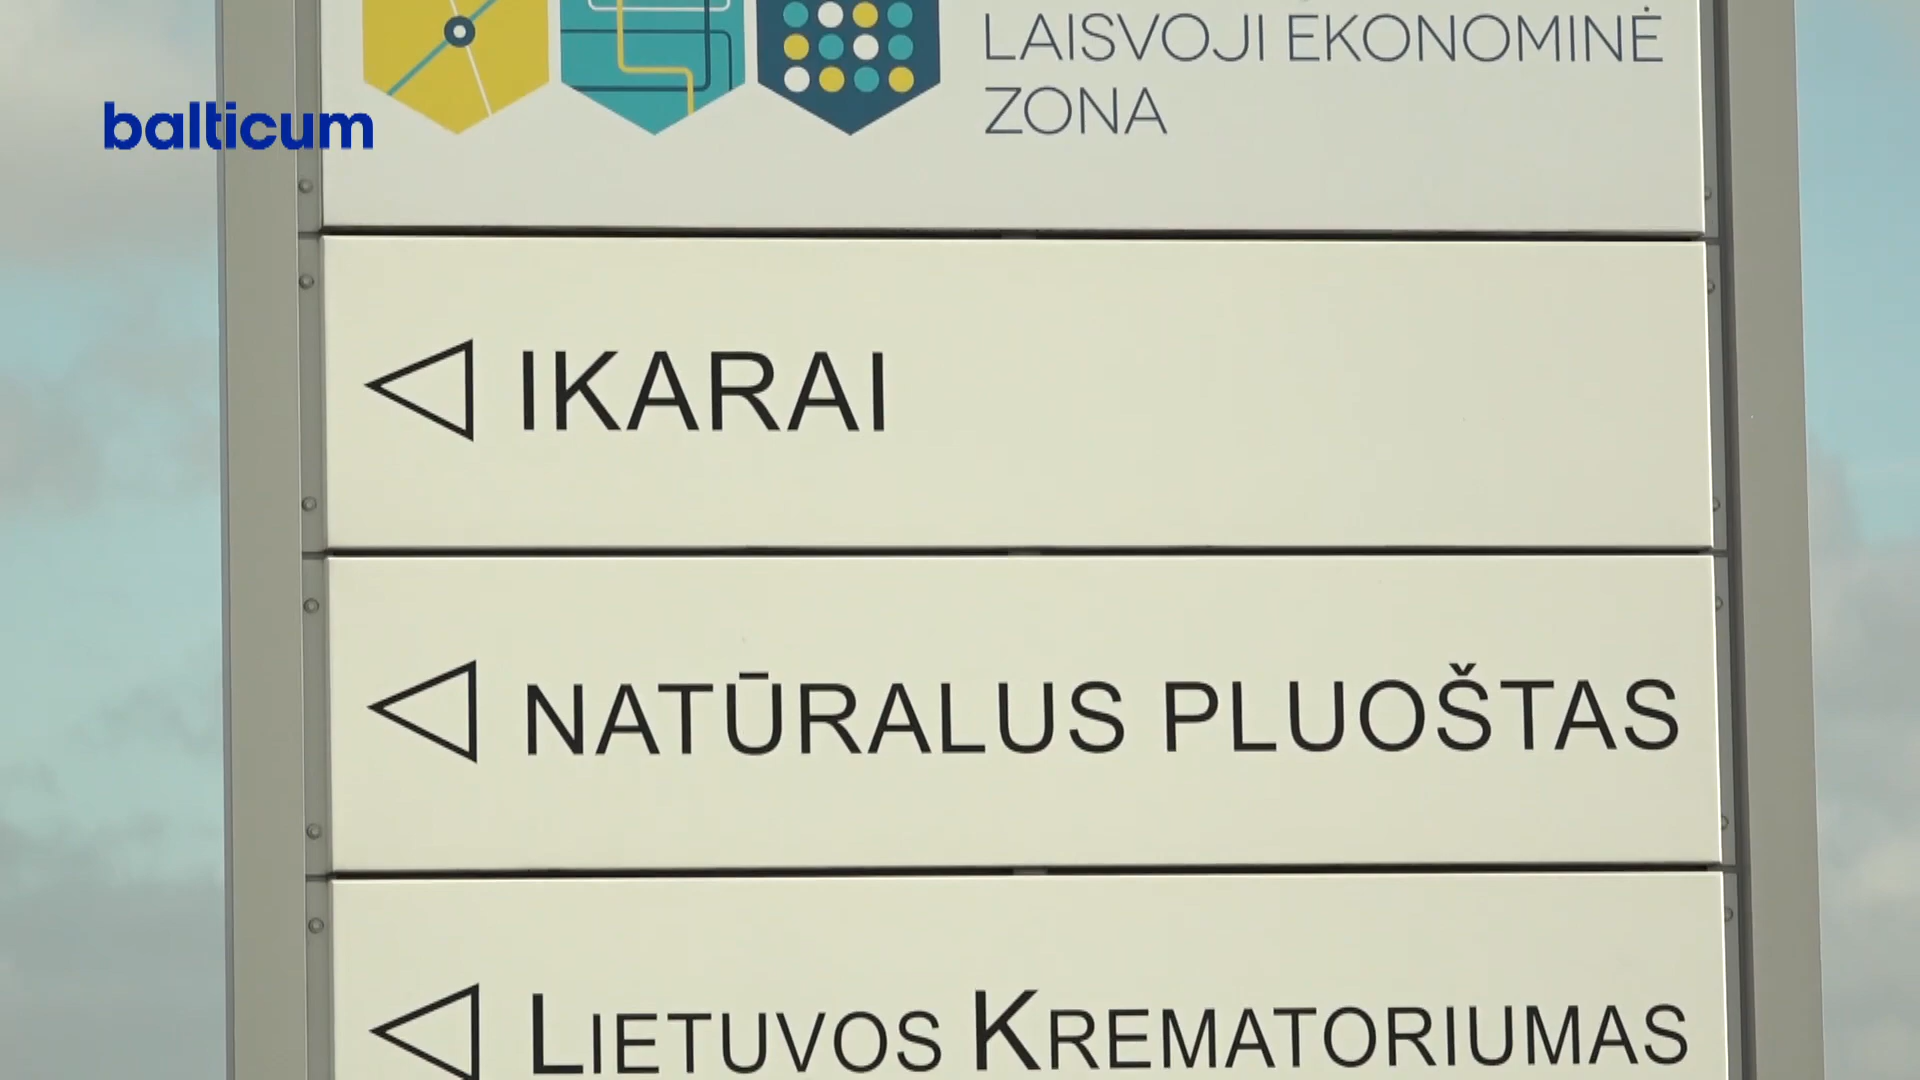 LAISVOJI EKONOMINĖ
ZONA
balticum
IKARAI
NATŪRALUS PLUOŠTAS
LIETUVOS KREMATORIUMAS